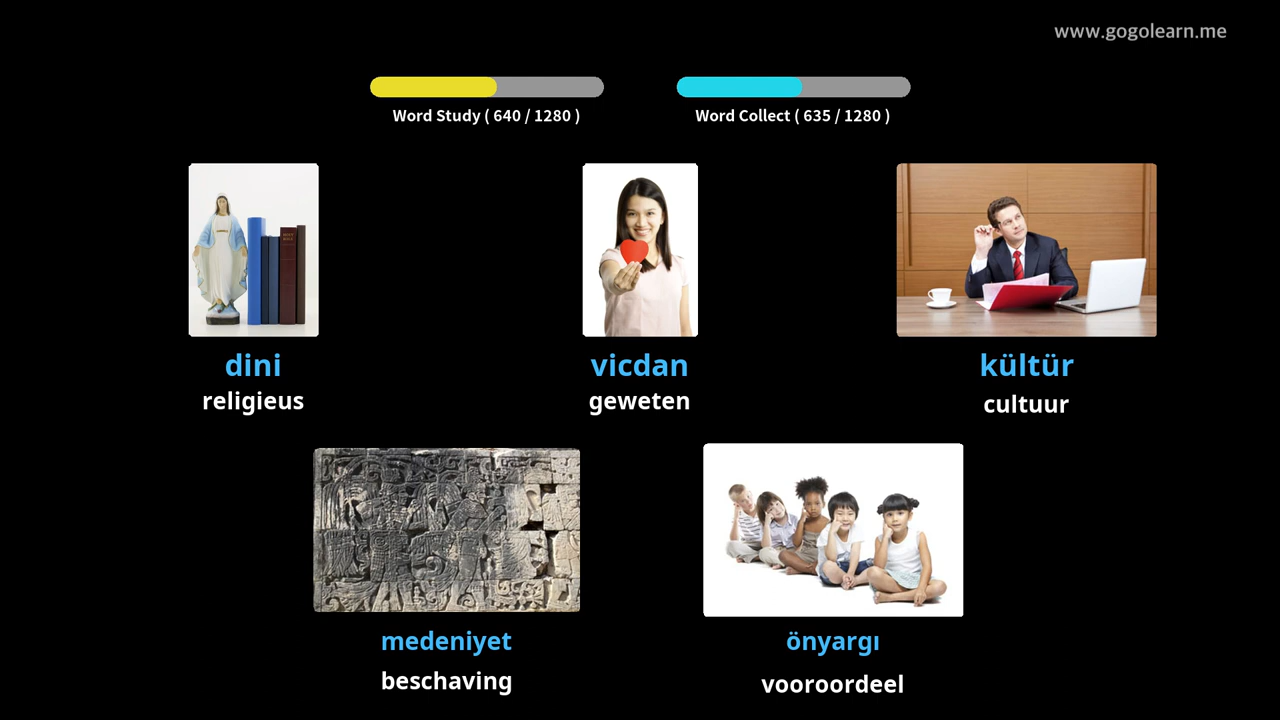 www.gogolearn.me
Word Study ( 640 / 1280 )
Word Collect ( 635 / 1280 )
dini
religieus
vicdan
geweten
kültür
cultuur
medeniyet
beschaving
önyargı
vooroordeel